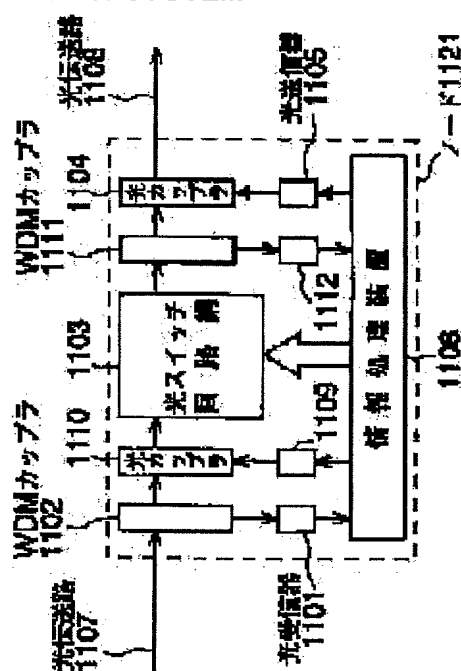 光伝送路
1107
WDMカップラ
1102
光カップラ
1110
光スイッチ
回路網
1103
WDMカップラ
1111
光カップラ
1104
光伝送路
1106
光受信器
1101
1109
1112
光送信器
1105
情報処理装置
1108
ノード1121